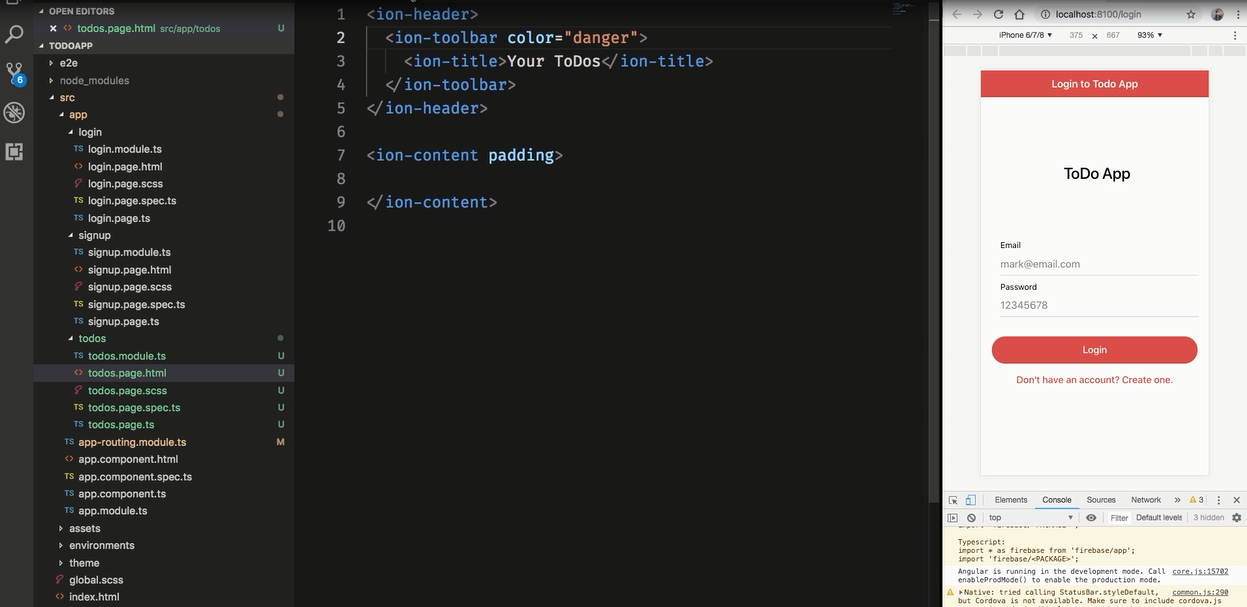 OPEN EDITORS
todos.page.html src/app/todos U
TODOAPP
e2e
node_modules
src
app
login
TS login.module.ts
<> login.page.html
login.page.scss
TS login.page.spec.ts
TS login.page.ts
signup
TS signup.module.ts
<> signup.page.html
signup.page.scss
TS signup.page.spec.ts
TS signup.page.ts
todos
TS todos.module.ts U
<> todos.page.html U
todos.page.scss U
TS todos.page.spec.ts U
TS todos.page.ts U
TS app-routing.module.ts M
<> app.component.html
TS app.component.spec.ts
TS app.component.ts
TS app.module.ts
assets
environments
theme
global.scss
<> index.html
6
1 <ion-header>
2 <ion-toolbar color="danger">
3 <ion-title>Your ToDos</ion-title>
4 </ion-toolbar>
5 </ion-header>
6
7 <ion-content padding>
8
9 </ion-content>
10
localhost:8100/login
iPhone 6/7/8 ▼ 375 x 667 93% ▼
Login to Todo App
ToDo App
Email
mark@email.com
Password
12345678
Login
Don't have an account? Create one.
Elements Console Sources Network » 3
top Filter Default levels 3 hidden
Typescript:
import * as firebase from 'firebase/app';
import 'firebase/<PACKAGE>';
Angular is running in the development mode. Call core.js:15702
enableProdMode() to enable the production mode.
Native: tried calling StatusBar.styleDefault, common.js:290
but Cordova is not available. Make sure to include cordova.js